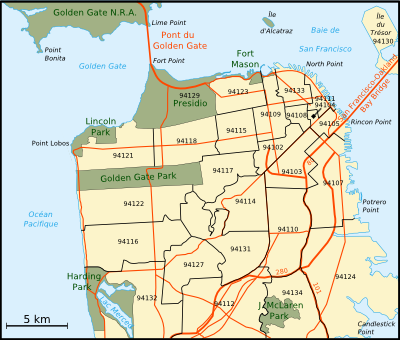 Golden Gate N.R.A.
Lime Point
Île
d'Alcatraz
Île
du
Trésor
94130
Pont du
Golden Gate
Baie de
San Francisco
Point
Bonita
Golden Gate
Fort Point
Fort
Mason
North Point
94129
Presidio
94123
94133
94111
94104
94105
San Francisco-Oakland
Bay Bridge
Rincon Point
94109
94108
Lincoln
Park
94115
94118
94102
Point Lobos
94121
94117
94103
94107
Golden Gate Park
94122
94114
Potrero
Point
Océan
Pacifique
94116
94110
94131
94127
280
94124
Harding
Park
101
94132
Lac Merced
94112
94134
J. McLaren
Park
5 km
Candlestick
Point